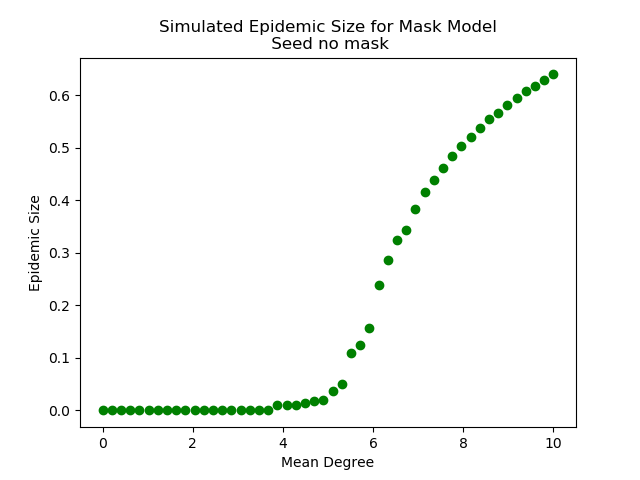 Simulated Epidemic Size for Mask Model
Seed no mask
Epidemic Size
0.6
0.5
0.4
0.3
0.2
0.1
0.0
0 2 4 6 8 10
Mean Degree